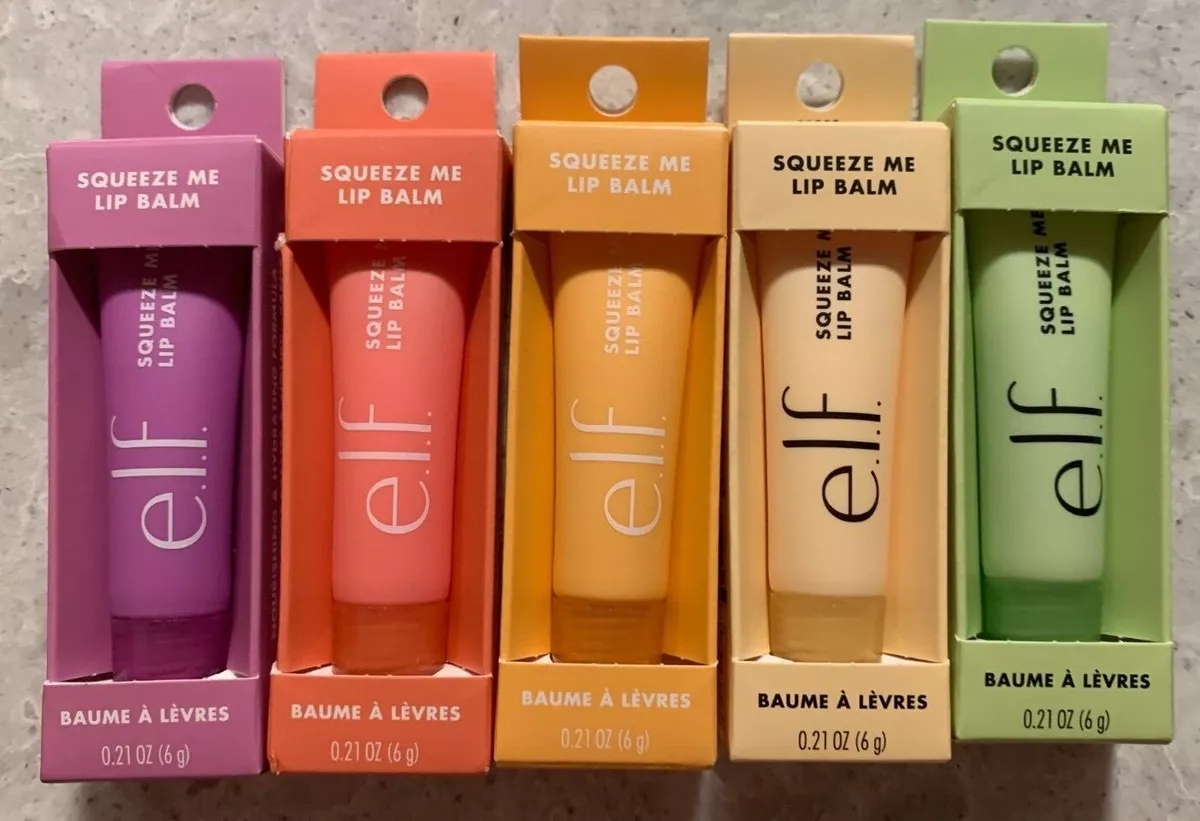 SQUEEZE ME
LIP BALM
SQUEEZE ME
LIP BALM
e.l.f.
NOURISHING & HYDRATING FORMULA
BAUME À LÈVRES
0.21 OZ (6 g)
SQUEEZE ME
LIP BALM
SQUEEZE
LIP BALM
e.l.f.
BAUME À LÈVRES
0.21 OZ (6 g)
SQUEEZE ME
LIP BALM
SQUEEZE
LIP BALM
e.l.f.
BAUME À LÈVRES
0.21 OZ (6 g)
SQUEEZE ME
LIP BALM
SQUEEZE
LIP BALM
e.l.f.
BAUME À LÈVRES
0.21 OZ (6 g)
SQUEEZE ME
LIP BALM
SQUEEZE ME
LIP BALM
e.l.f.
BAUME À LÈVRES
0.21 OZ (6 g)